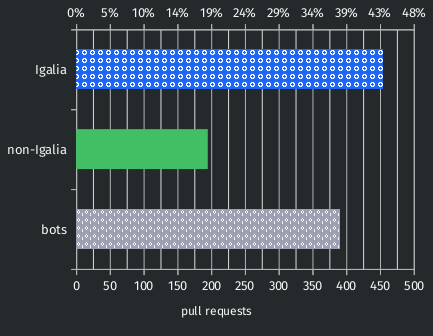 0% 5% 10% 14% 19% 24% 29% 34% 39% 43% 48%
Igalia
non-Igalia
bots
0 50 100 150 200 250 300 350 400 450 500
pull requests